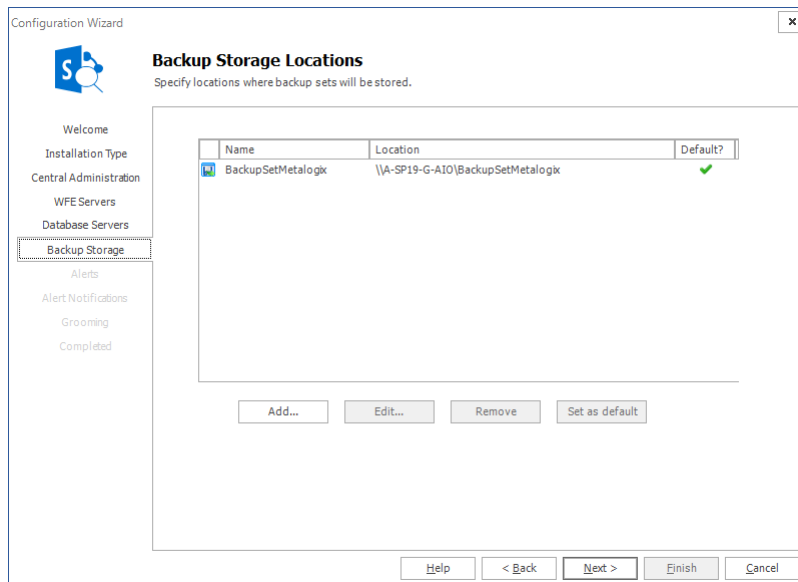 Configuration Wizard
Backup Storage Locations
Specify locations where backup sets will be stored.
Welcome
Installation Type
Central Administration
WFE Servers
Database Servers
Backup Storage
Alerts
Alert Notifications
Grooming
Completed
Name Location Default?
BackupSetMetalogix \\A-SP19-G-AIO\BackupSetMetalogix
Add... Edit... Remove Set as default
Help < Back Next > Finish Cancel